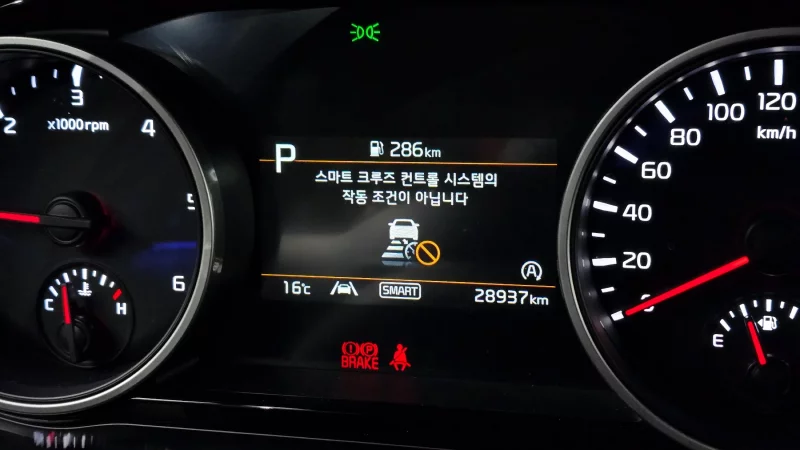 3
2
4
x1000rpm
5
6
C
H
P
286km
스마트 크루즈 컨트롤 시스템의
작동 조건이 아닙니다
A
16℃
SMART
28937km
BRAKE
P
120
100
km/h
80
60
40
20
E